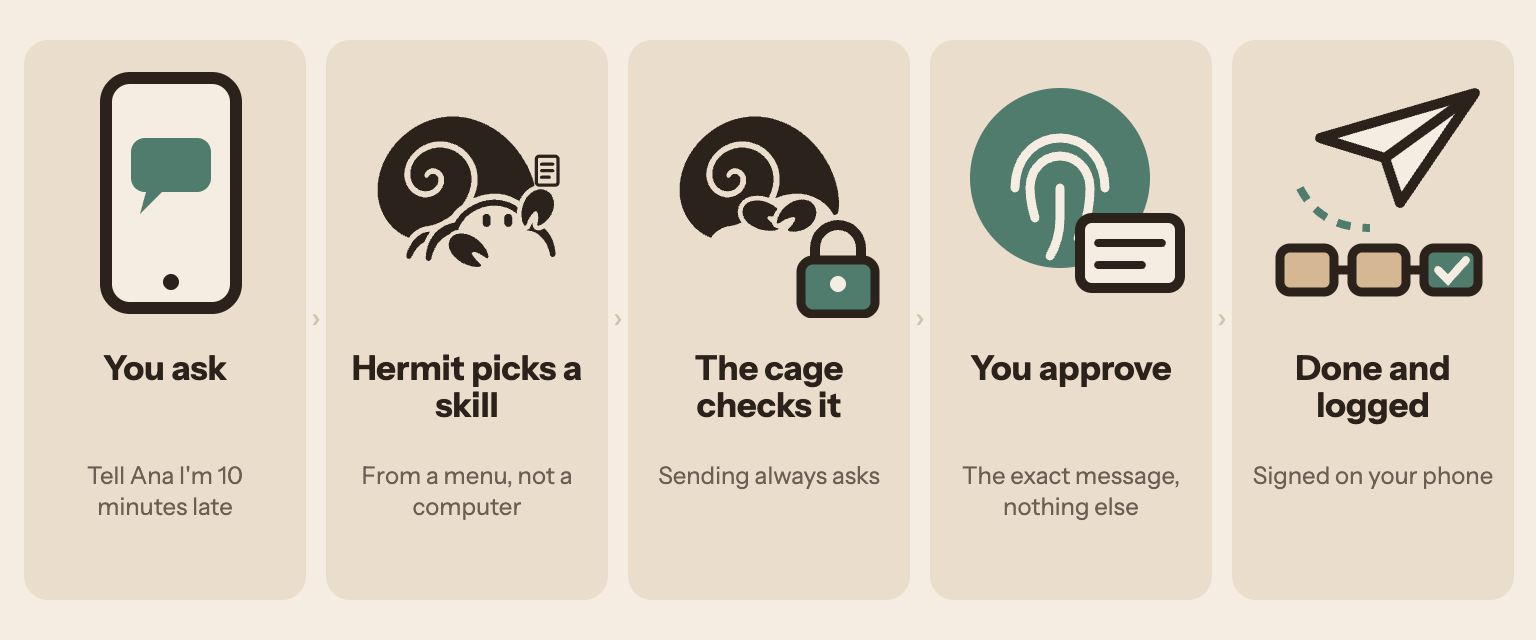 You ask
Tell Ana I'm 10
minutes late
›
Hermit picks a
skill
From a menu, not a
computer
›
The cage
checks it
Sending always asks
›
You approve
The exact message,
nothing else
›
Done and
logged
Signed on your phone